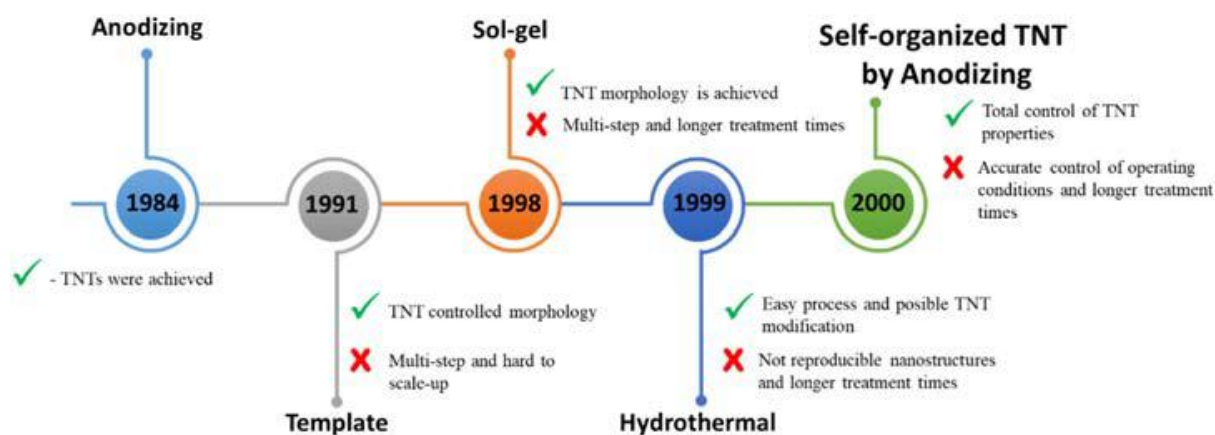 Anodizing
1984
- TNTs were achieved
1991
TNT controlled morphology
Multi-step and hard to
scale-up
Template
Sol-gel
TNT morphology is achieved
Multi-step and longer treatment times
1998
1999
Easy process and posible TNT
modification
Not reproducible nanostructures
and longer treatment times
Hydrothermal
Self-organized TNT
by Anodizing
Total control of TNT
properties
Accurate control of operating
conditions and longer treatment
times
2000